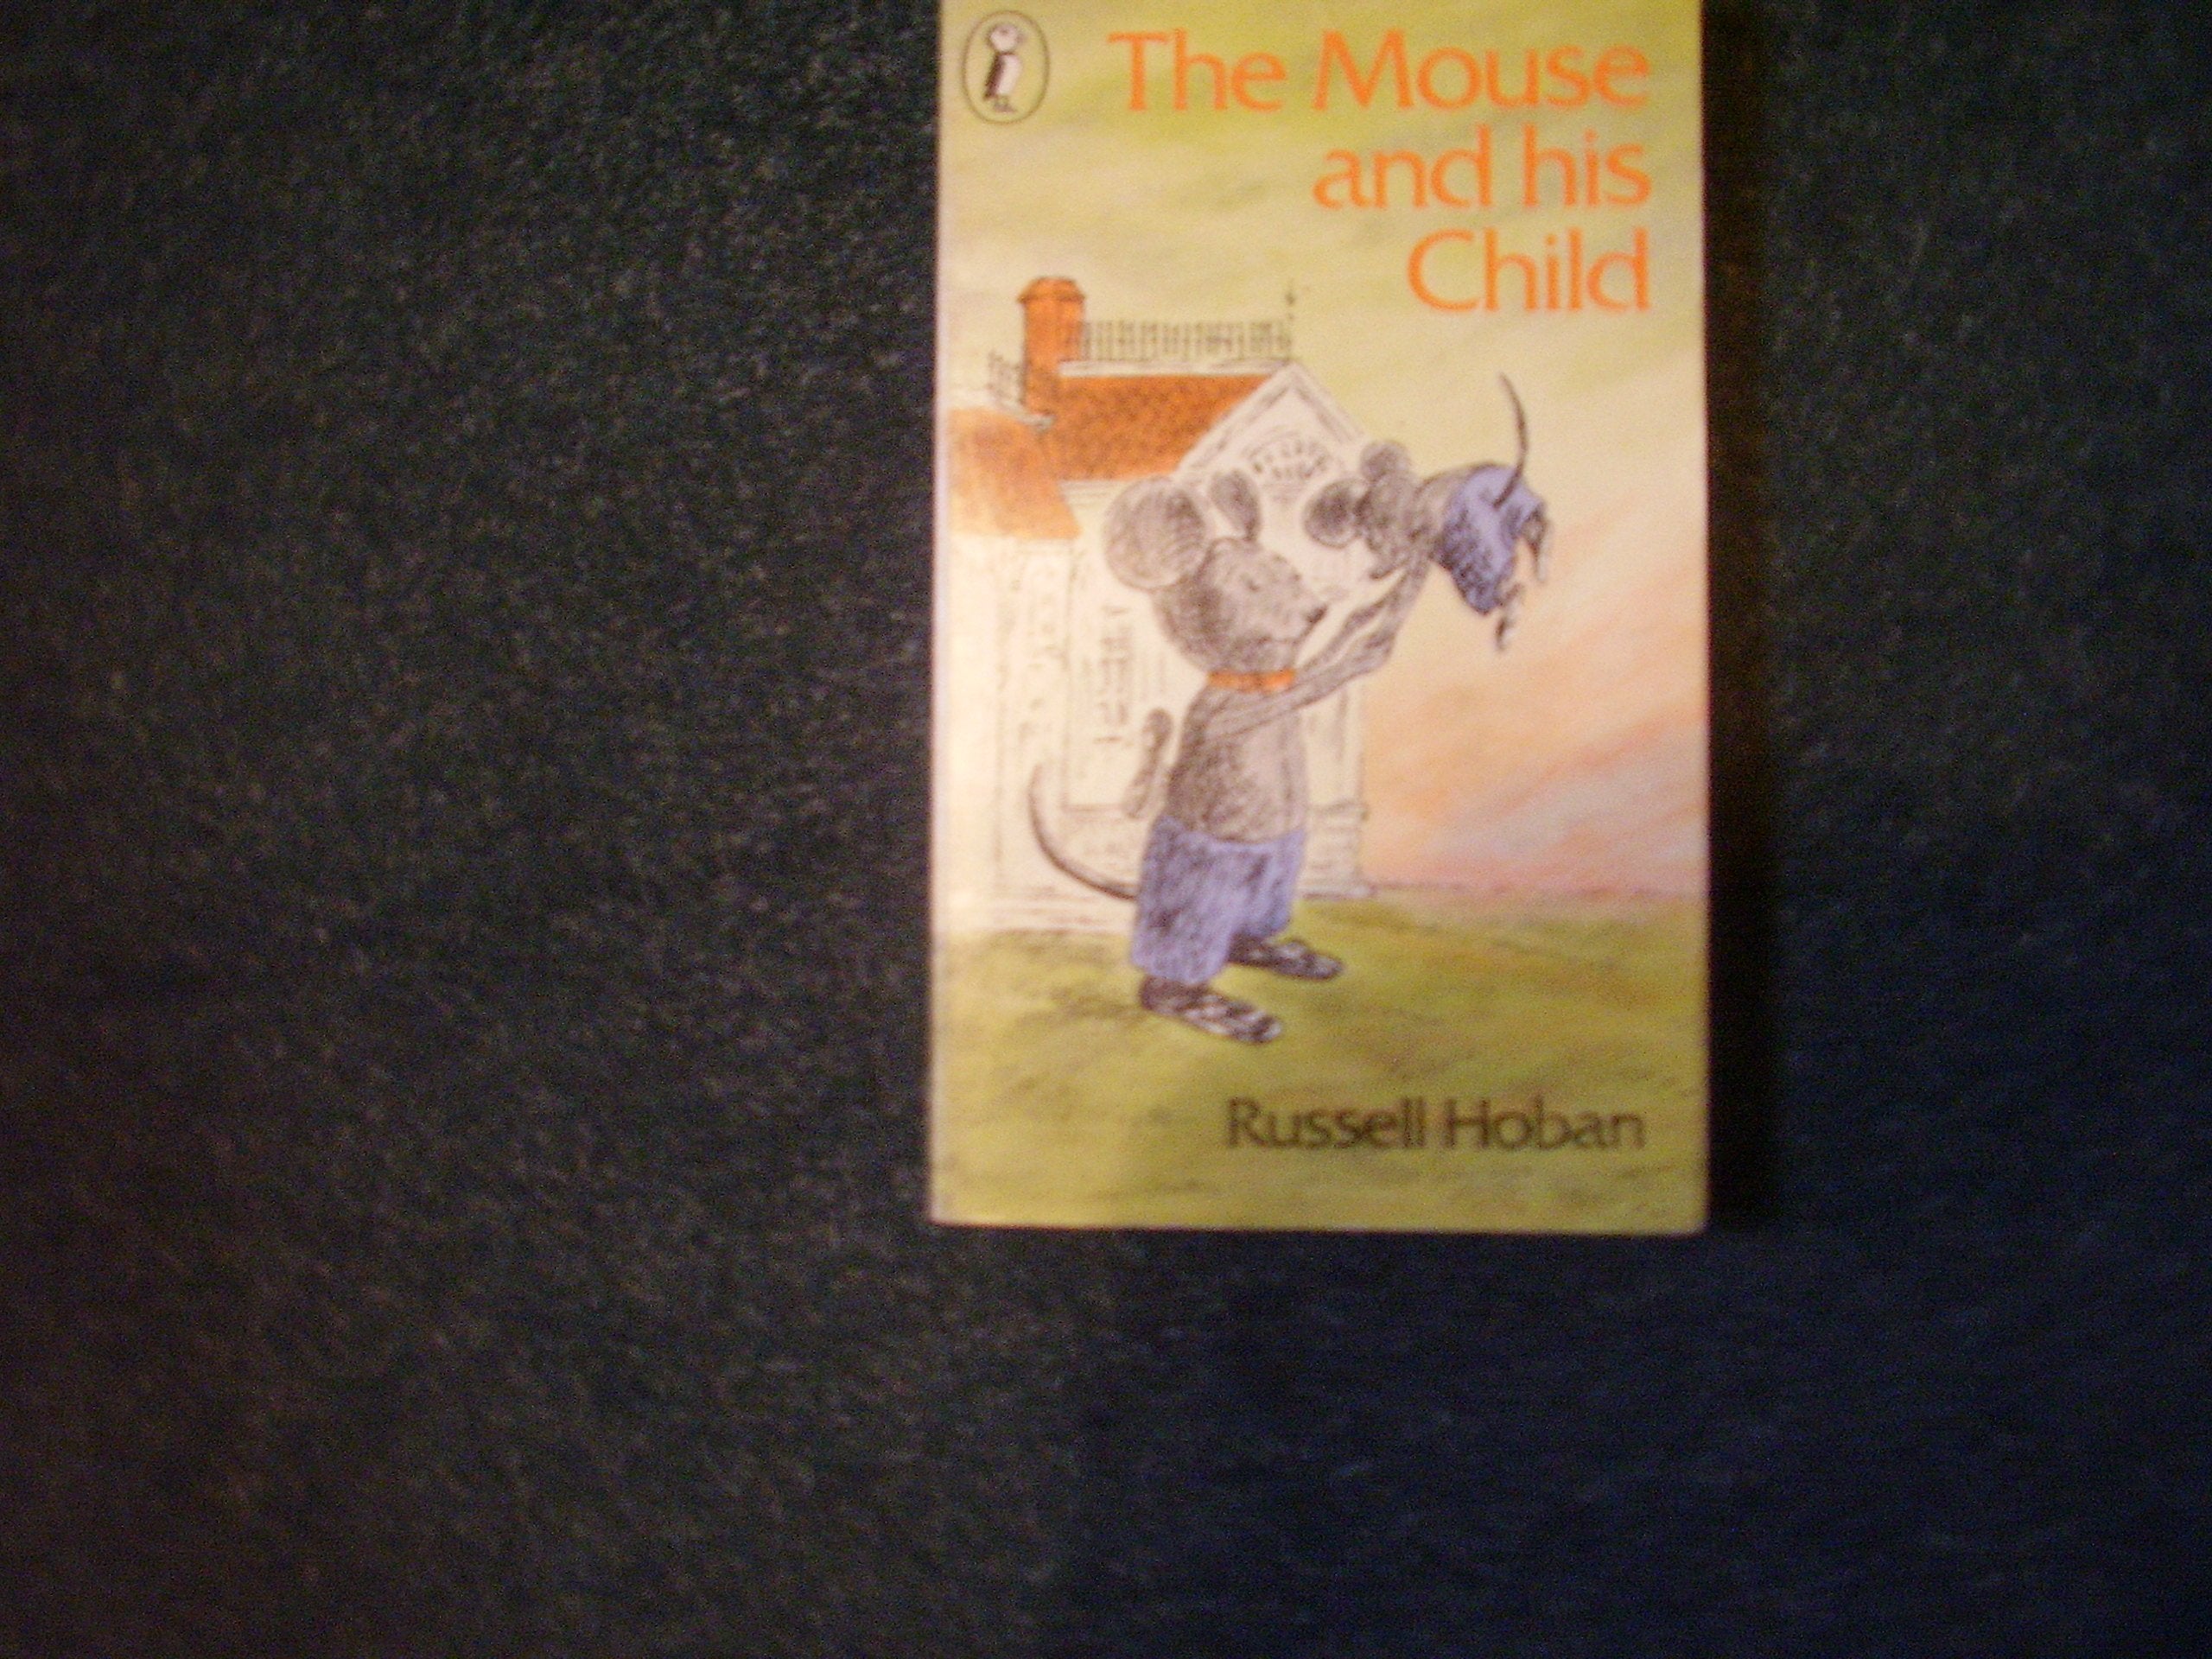 The Mouse
and his
Child
Russell Hoban